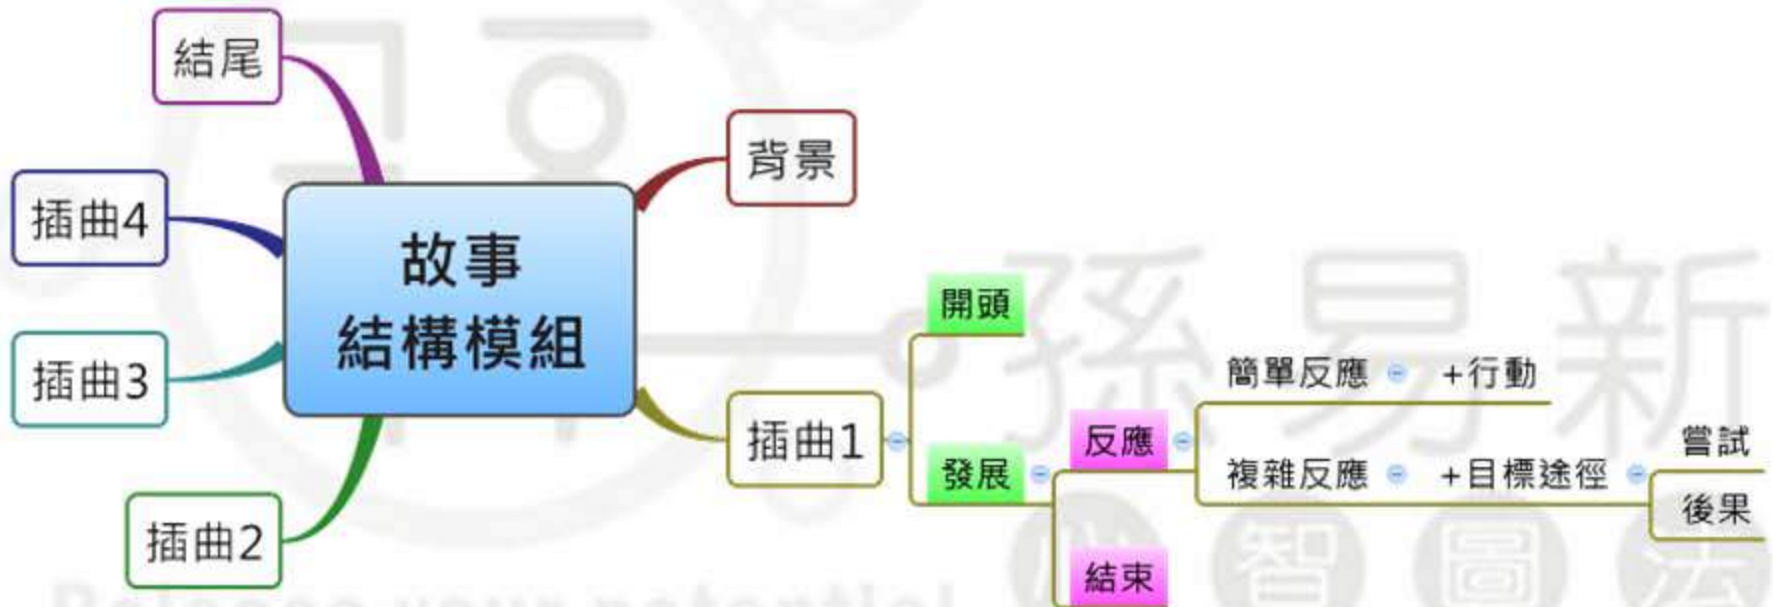 故事
結構模組
背景
插曲1
開頭
發展
反應
簡單反應
+行動
複雜反應
+目標途徑
嘗試
後果
結束
插曲2
插曲3
插曲4
結尾
孫易新
心智圖法